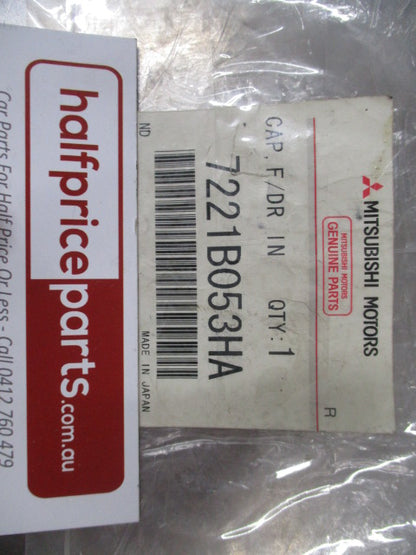 MITSUBISHI MOTORS
MITSUBISHI MOTORS
GENUINE PARTS
R
CAP, F/DR IN QTY:1
7221B053HA
ND
MADE IN JAPAN
halfpriceparts.com.au
Car Parts For Half Price Or Less - Call 0412 760 479